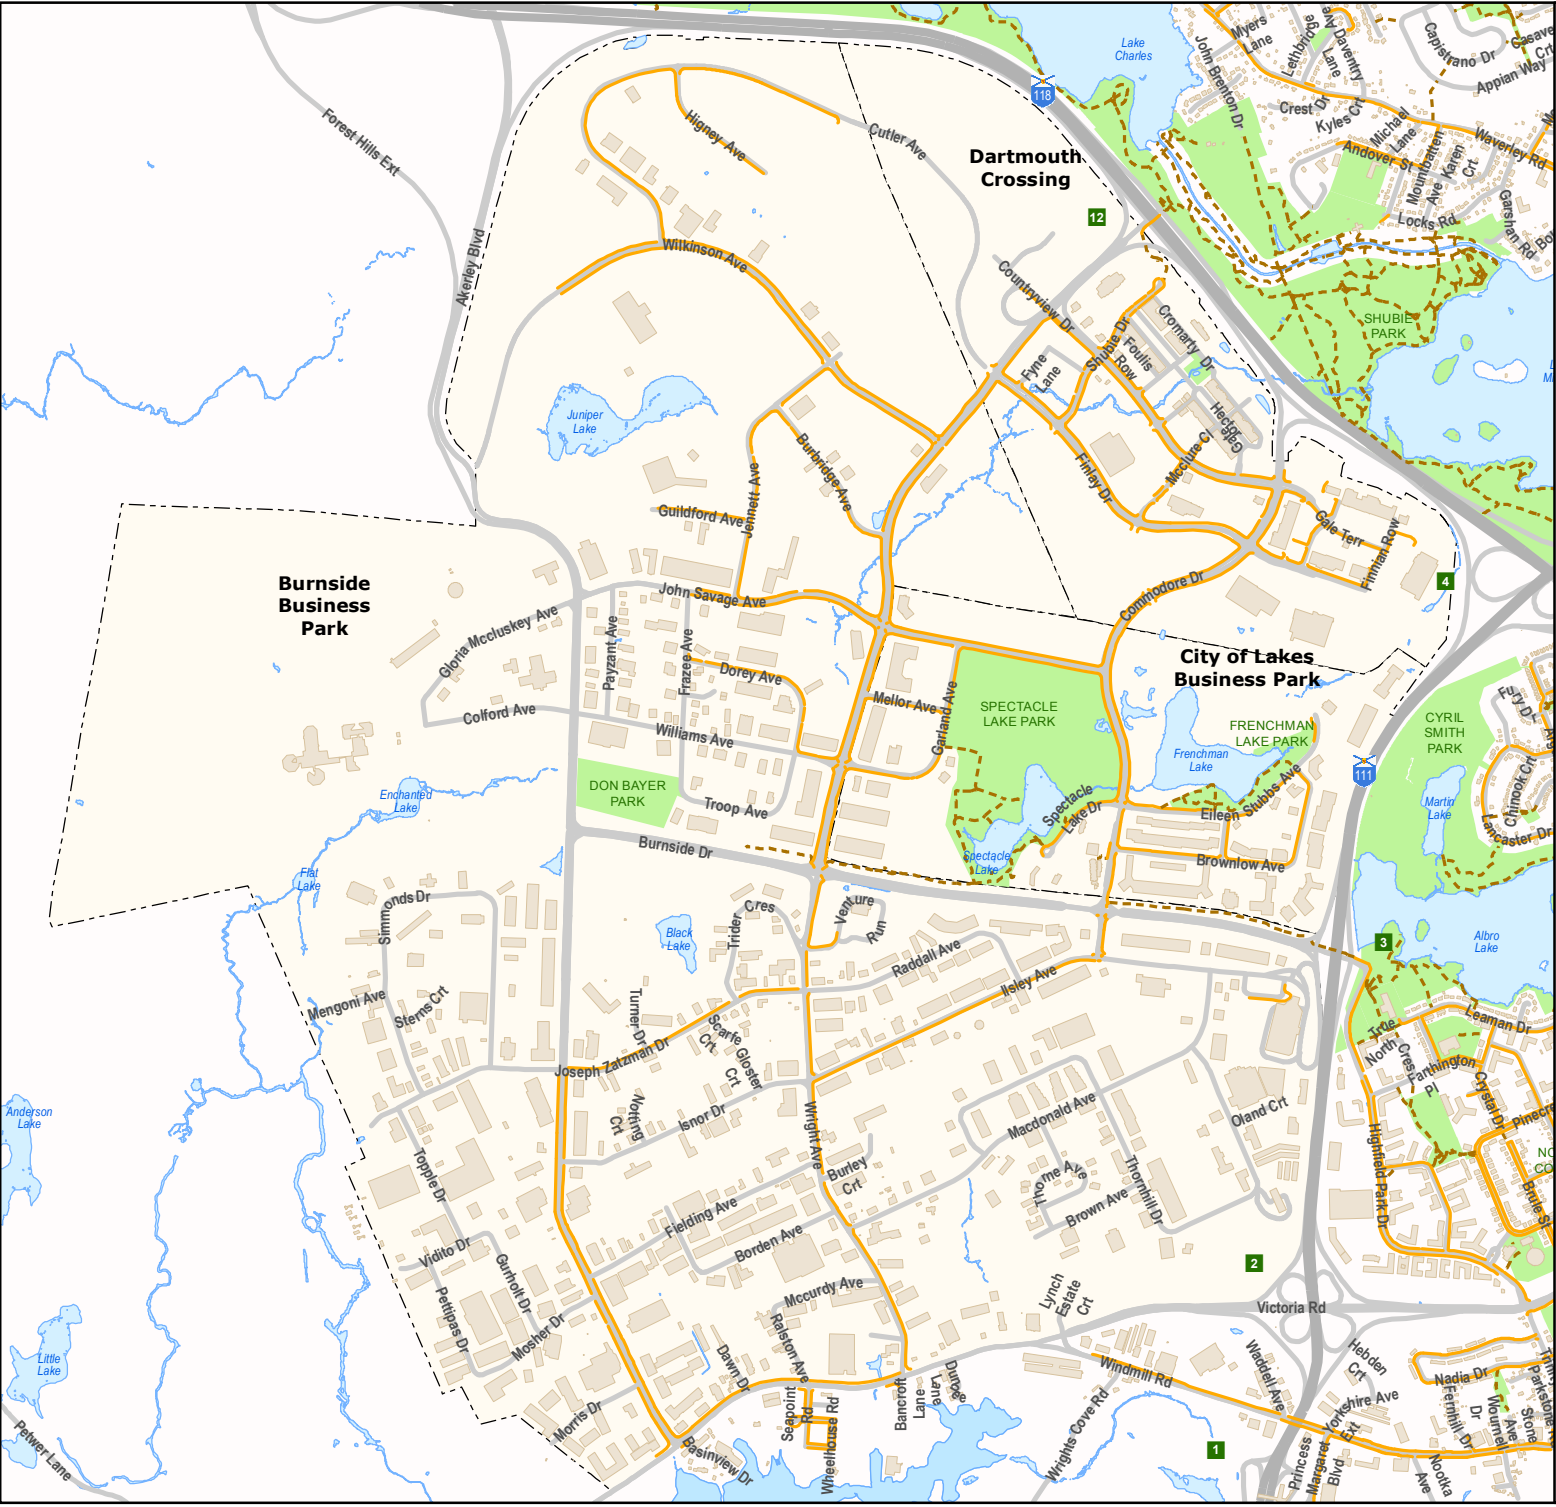 Lake
Charles
Myers
Lane
Lethbridge
Ave
Daventry
Lane
Capistrano Dr
Casave
Crt
Appian Way
John Brenton Dr
Crest Dr
Kyles Crt
Michael
Lane
Andover St
Mountbatten
Ave
Karen
Crt
Waverley Rd
Locks Rd
Garshan Rd
118
Forest Hills Ext
Higney Ave
Cutler Ave
Dartmouth
Crossing
12
Akerley Blvd
Wilkinson Ave
Countryview Dr
Shubie Dr
Cromarty Dr
Foulis
Row
Fyne
Lane
SHUBIE
PARK
Juniper
Lake
Hector
Gate
Mcclure Cl
Burbridge Ave
Jennett Ave
Finlay Dr
Guildford Ave
Gale Terr
Finnian Row
4
Burnside
Business
Park
John Savage Ave
Commodore Dr
Gloria Mccluskey Ave
Payzant Ave
Frazee Ave
Dorey Ave
Mellor Ave
Garland Ave
City of Lakes
Business Park
SPECTACLE
LAKE PARK
FRENCHMAN
LAKE PARK
Frenchman
Lake
CYRIL
SMITH
PARK
Colford Ave
Williams Ave
111
Martin
Lake
Chinook Crt
Lancaster Dr
Enchanted
Lake
DON BAYER
PARK
Troop Ave
Spectacle
Lake Dr
Eileen Stubbs Ave
Burnside Dr
Spectacle
Lake
Brownlow Ave
Flat
Lake
Simmonds Dr
Black
Lake
Trider
Cres
Venture
Run
Raddall Ave
Ilsley Ave
3
Albro
Lake
Mengoni Ave
Sterns Crt
Turner Dr
Scarfe
Crt
Gloster
Crt
Joseph Zatzman Dr
True
North
Cres
Leaman Dr
Farthington
Pl
Crystal Dr
Pinecre
Anderson
Lake
Notting
Crt
Isnor Dr
Wright Ave
Macdonald Ave
Oland Crt
Highfield Park Dr
Topple Dr
Burley
Crt
Thorne Ave
Thornhill Dr
Brown Ave
Brule St
Fielding Ave
Borden Ave
Vidito Dr
Gurholt Dr
Pettipas Dr
Mosher Dr
Mccurdy Ave
Ralston Ave
Lynch
Estate
Crt
2
Victoria Rd
Little
Lake
Dawn Dr
Windmill Rd
Waddell Ave
Hebden
Crt
Nadia Dr
Fernhill Dr
Wournell
Dr
Morris Dr
Basinview Dr
Seapoint
Rd
Wheelhouse Rd
Bancroft
Lane
Duncee
Lane
Wrights Cove Rd
1
Princess
Margaret
Blvd
Yorkshire Ave
Ext
Nootka
Ave
Petwer Lane